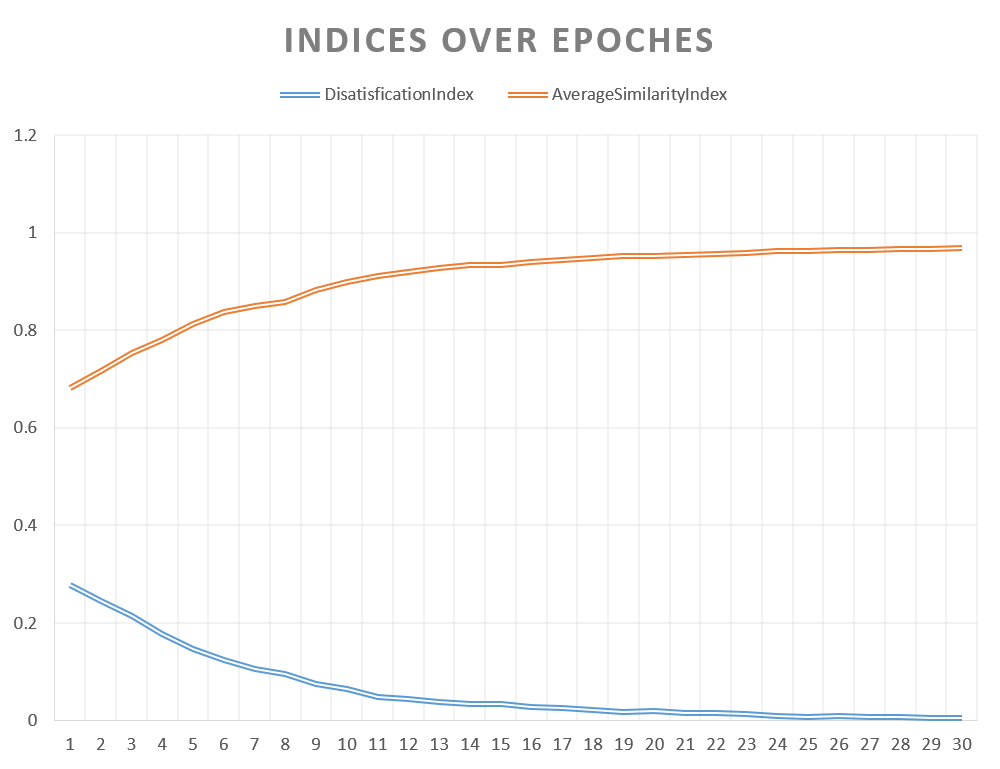 INDICES OVER EPOCHES
DisatisficationIndex AverageSimilarityIndex
1.2
1
0.8
0.6
0.4
0.2
0
1 2 3 4 5 6 7 8 9 10 11 12 13 14 15 16 17 18 19 20 21 22 23 24 25 26 27 28 29 30